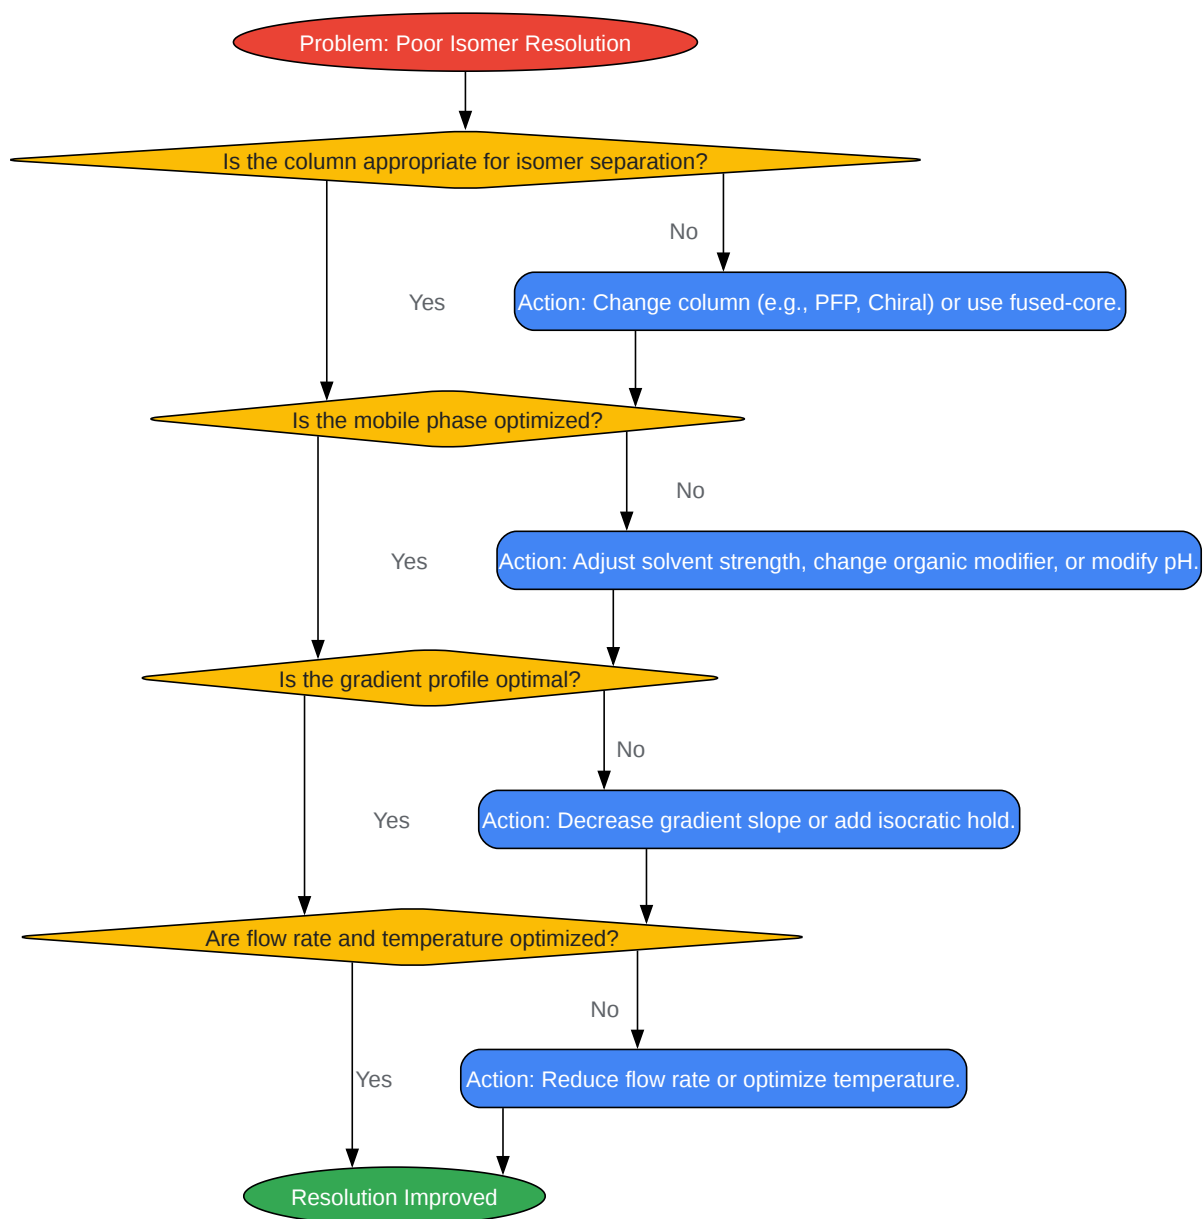 Problem: Poor Isomer Resolution
Is the column appropriate for isomer separation?
No
Yes
Action: Change column (e.g., PFP, Chiral) or use fused-core.
Is the mobile phase optimized?
No
Yes
Action: Adjust solvent strength, change organic modifier, or modify pH.
Is the gradient profile optimal?
No
Yes
Action: Decrease gradient slope or add isocratic hold.
Are flow rate and temperature optimized?
No
Yes
Action: Reduce flow rate or optimize temperature.
Resolution Improved